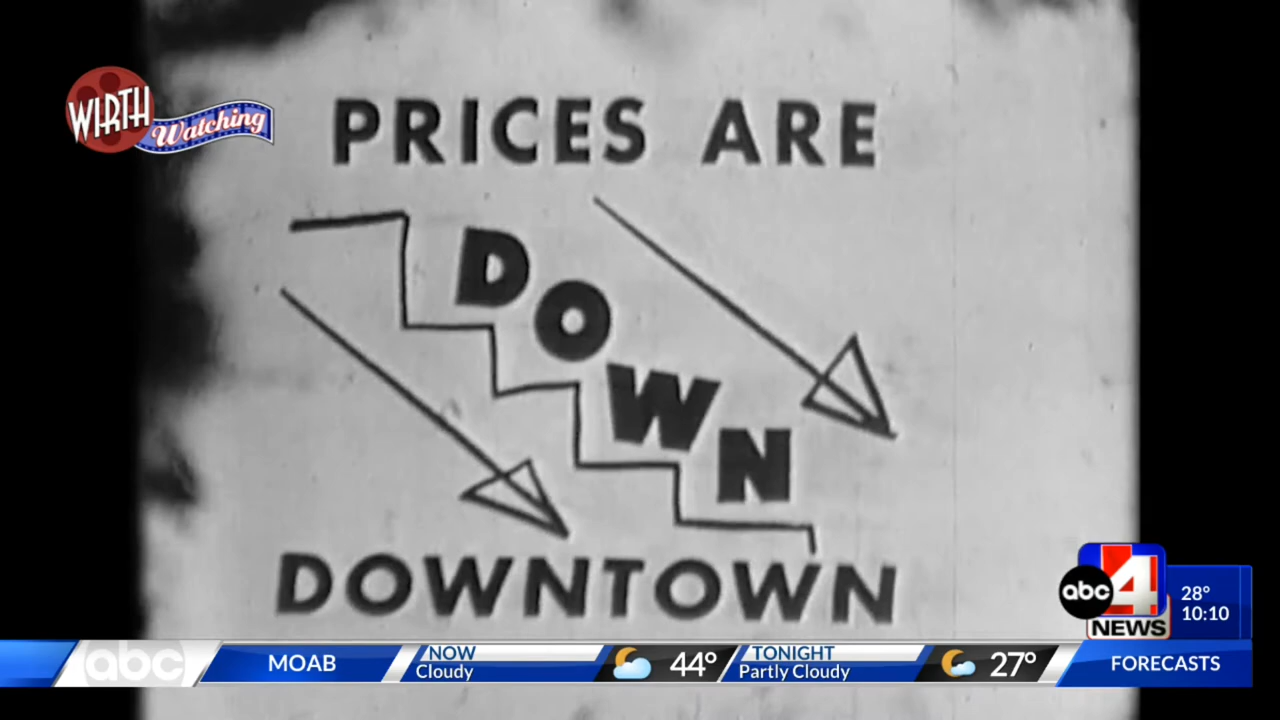 WIRTH
Watching
PRICES ARE
DOWN
DOWNTOWN
abc
4
NEWS
28°
10:10
abc
MOAB
NOW
Cloudy
44°
TONIGHT
Partly Cloudy
27°
FORECASTS